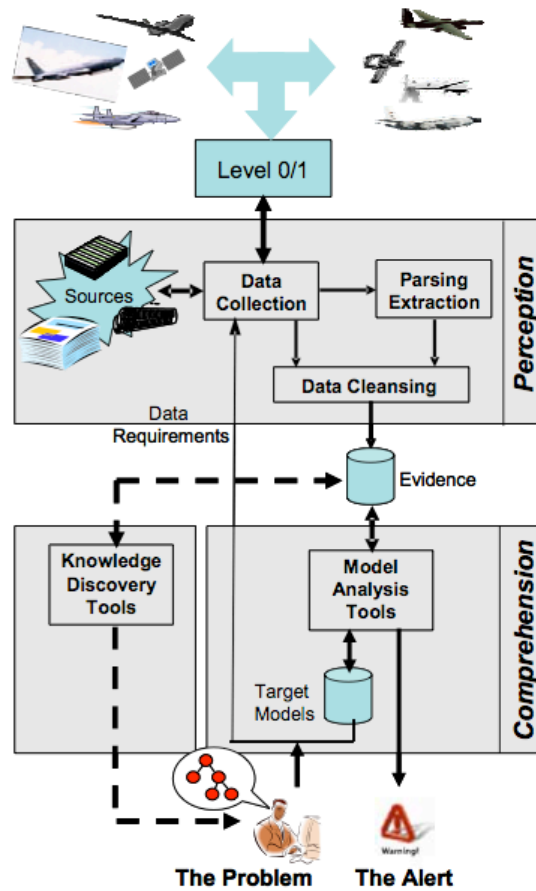 Level 0/1
Perception
Sources
Data
Collection
Parsing
Extraction
Data Cleansing
Data
Requirements
Evidence
Comprehension
Knowledge
Discovery
Tools
Model
Analysis
Tools
Target
Models
Warning!
The Problem
The Alert